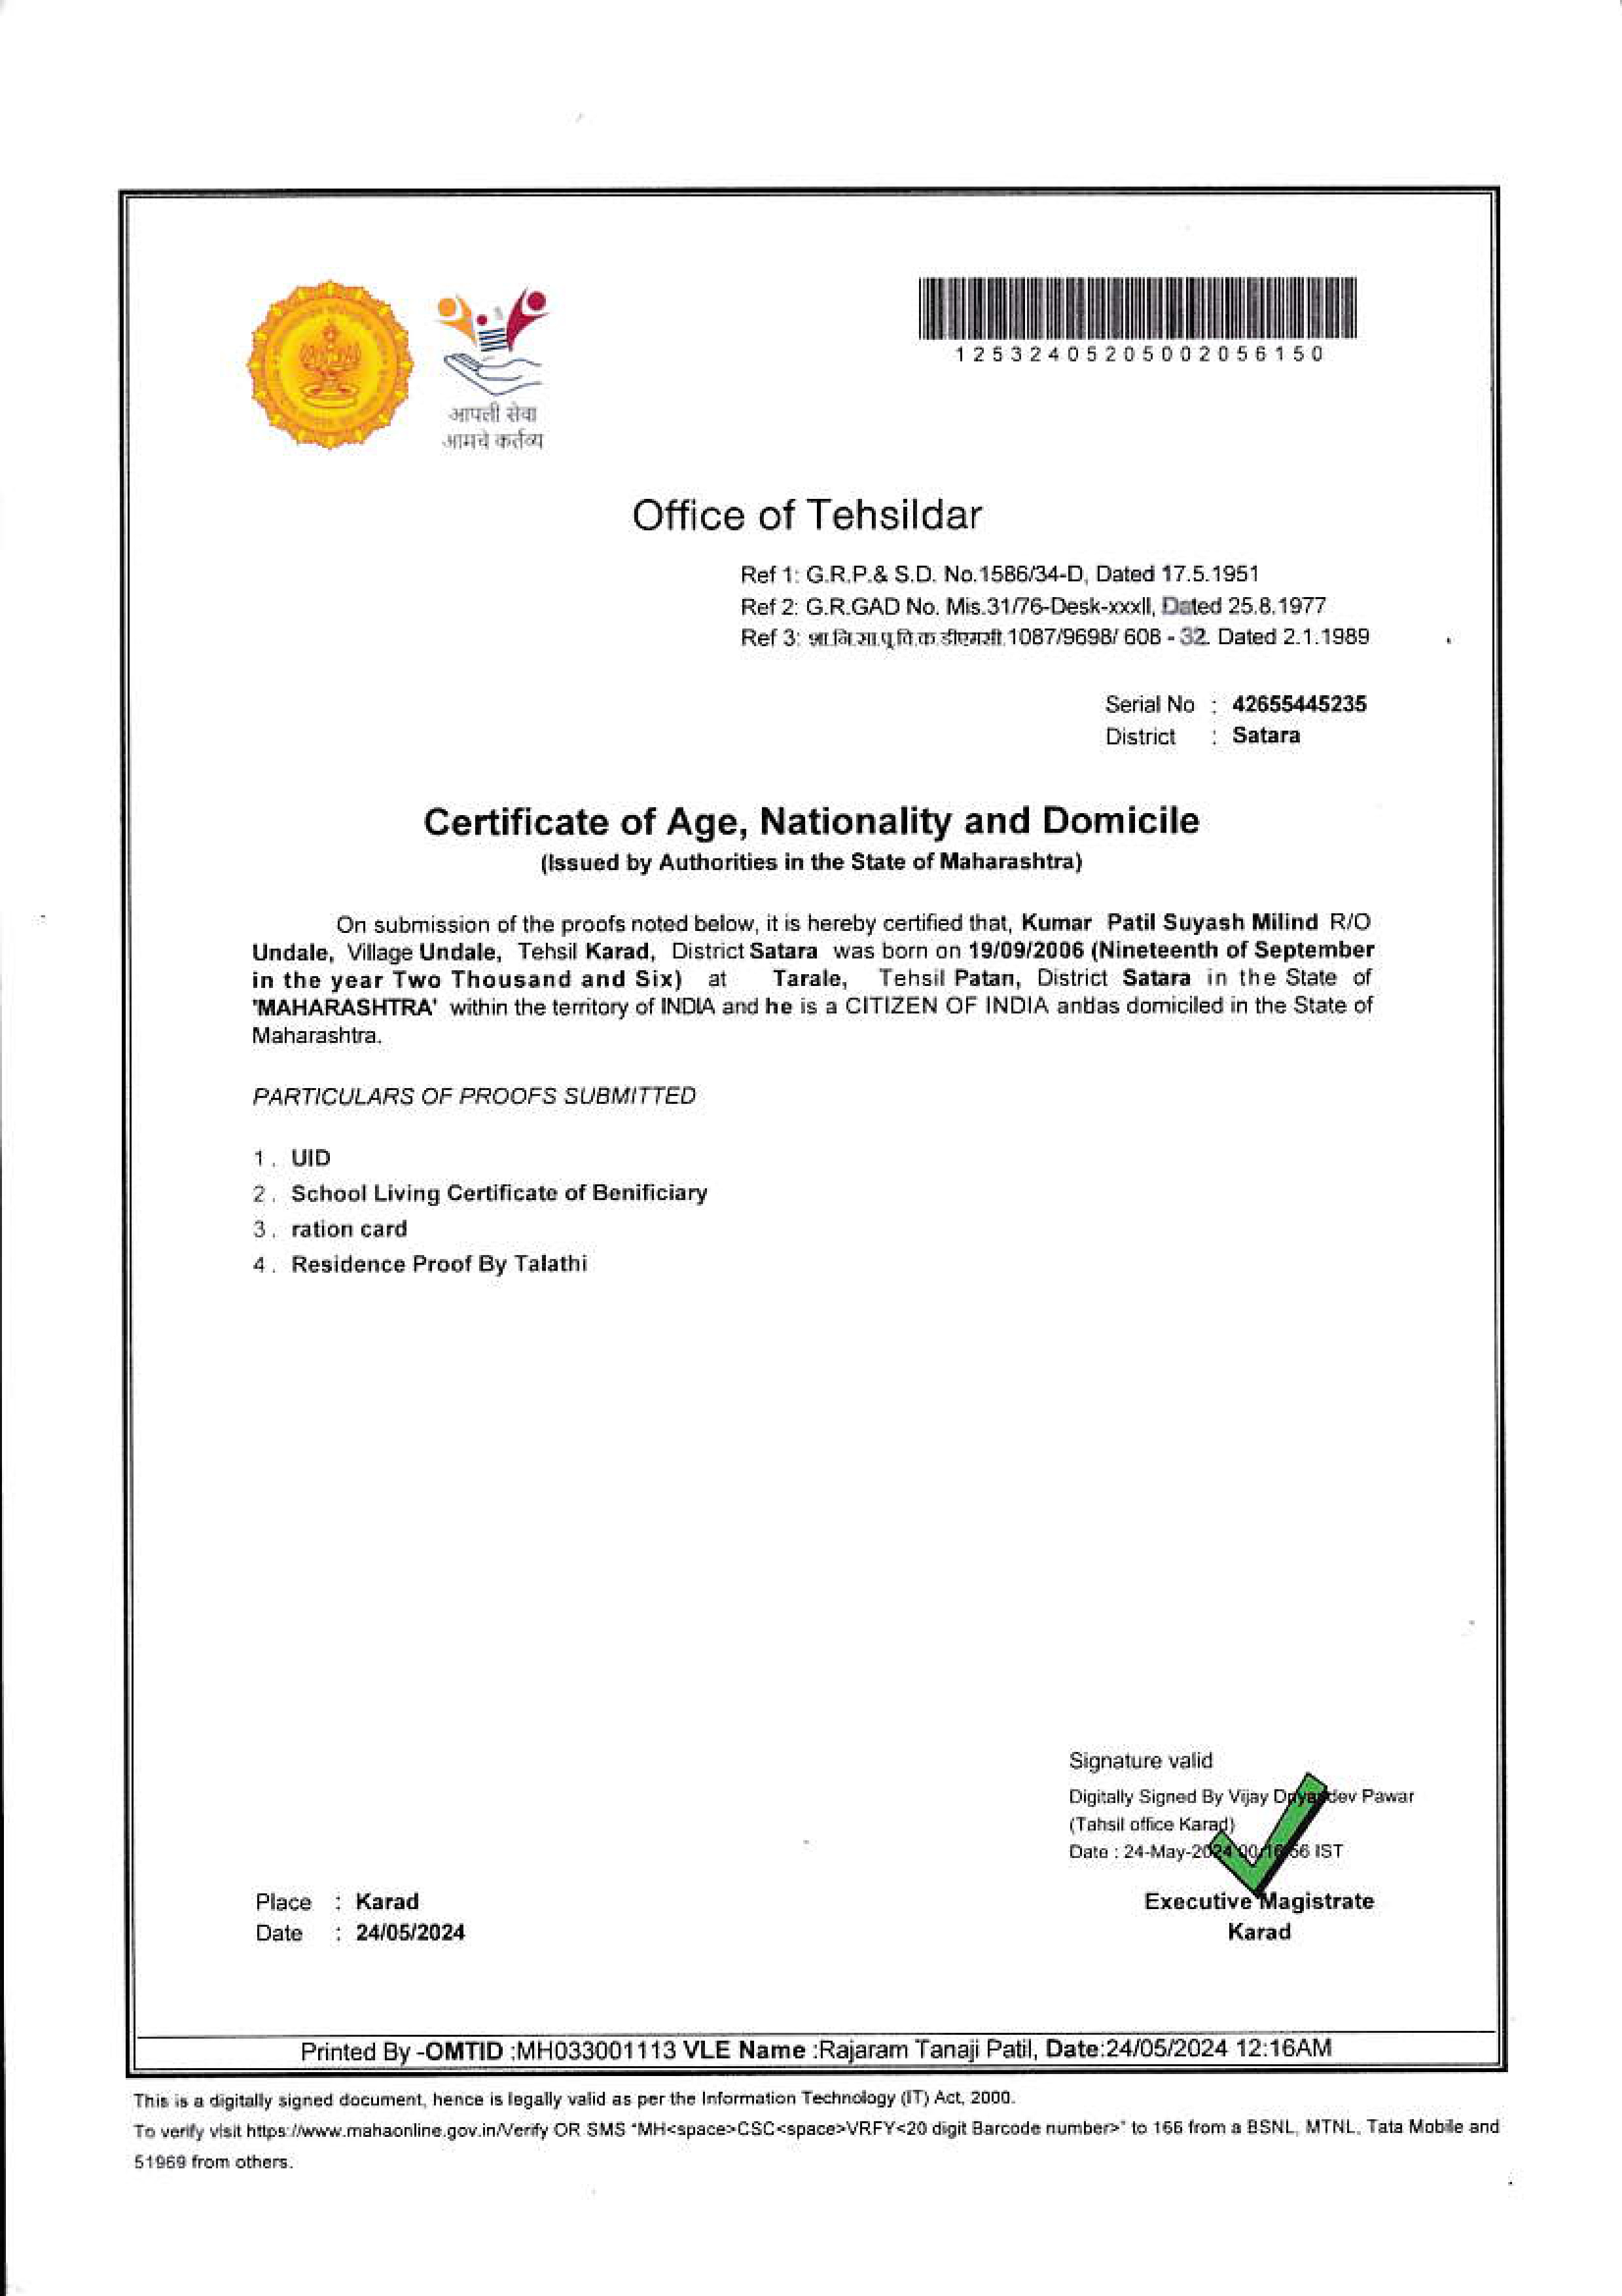 आपली सेवा
आमचे कर्तव्य
12532405205002056150
Office of Tehsildar
Ref 1: G.R.P.& S.D. No.1586/34-D, Dated 17.5.1951
Ref 2: G.R.GAD No. Mis.31/76-Desk-xxxII, Dated 25.8.1977
Ref 3: शा.नि.सा.पू.वि.क.डीएमसी.1087/9698/ 608 - 32. Dated 2.1.1989
Serial No : 42655445235
District : Satara
Certificate of Age, Nationality and Domicile
(Issued by Authorities in the State of Maharashtra)
On submission of the proofs noted below, it is hereby certified that, Kumar Patil Suyash Milind R/O
Undale, Village Undale, Tehsil Karad, District Satara was born on 19/09/2006 (Nineteenth of September
in the year Two Thousand and Six) at Tarale, Tehsil Patan, District Satara in the State of
'MAHARASHTRA' within the territory of INDIA and he is a CITIZEN OF INDIA andas domiciled in the State of
Maharashtra.
PARTICULARS OF PROOFS SUBMITTED
1. UID
2. School Living Certificate of Benificiary
3. ration card
4. Residence Proof By Talathi
Signature valid
Digitally Signed By Vijay Dnyandev Pawar
(Tahsil office Karad)
Date : 24-May-2024 00:16:56 IST
Place : Karad
Executive Magistrate
Date : 24/05/2024
Karad
Printed By -OMTID :MH033001113 VLE Name :Rajaram Tanaji Patil, Date:24/05/2024 12:16AM
This is a digitally signed document, hence is legally valid as per the Information Technology (IT) Act, 2000.
To verify visit https://www.mahaonline.gov.in/Verify OR SMS "MH<space>CSC<space>VRFY<20 digit Barcode number>" to 166 from a BSNL, MTNL, Tata Mobile and
51969 from others.